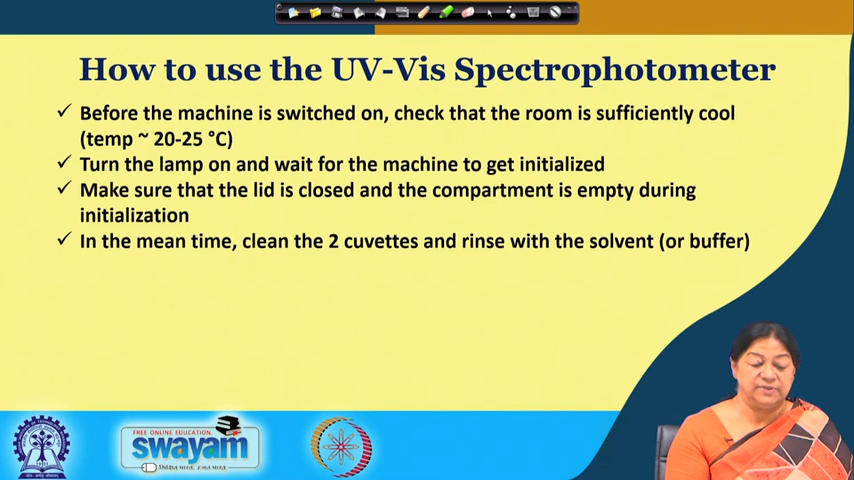 How to use the UV-Vis Spectrophotometer
✓ Before the machine is switched on, check that the room is sufficiently cool
(temp ~ 20-25 °C)
✓ Turn the lamp on and wait for the machine to get initialized
✓ Make sure that the lid is closed and the compartment is empty during
initialization
✓ In the mean time, clean the 2 cuvettes and rinse with the solvent (or buffer)
FREE ONLINE EDUCATION
swayam